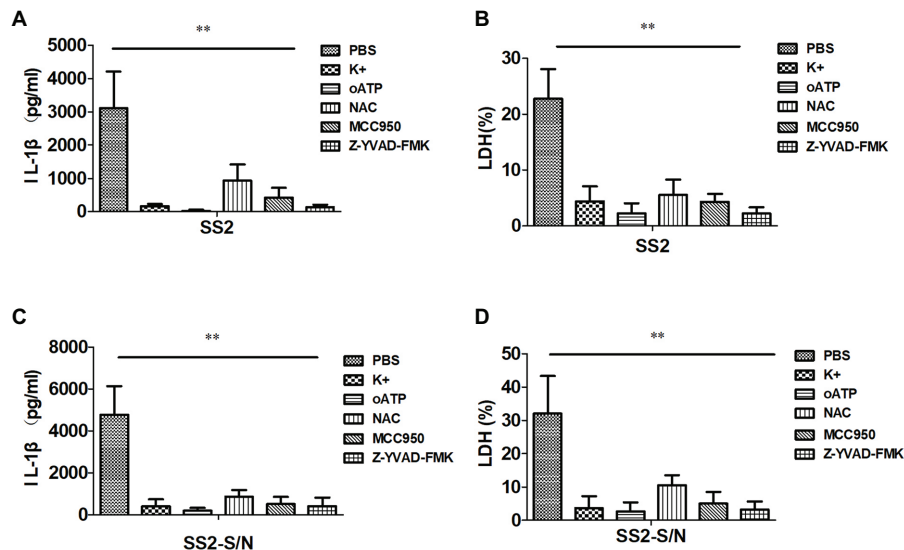 A
**
5000
4000
3000
2000
1000
0
I L-1β （pg/ml)
SS2
PBS
K+
oATP
NAC
MCC950
Z-YVAD-FMK
B
**
30
20
10
0
LDH(%)
SS2
PBS
K+
oATP
NAC
MCC950
Z-YVAD-FMK
C
**
8000
6000
4000
2000
0
I L-1β （pg/ml)
SS2-S/N
PBS
K+
oATP
NAC
MCC950
Z-YVAD-FMK
D
**
50
40
30
20
10
0
LDH (%)
SS2-S/N
PBS
K+
oATP
NAC
MCC950
Z-YVAD-FMK